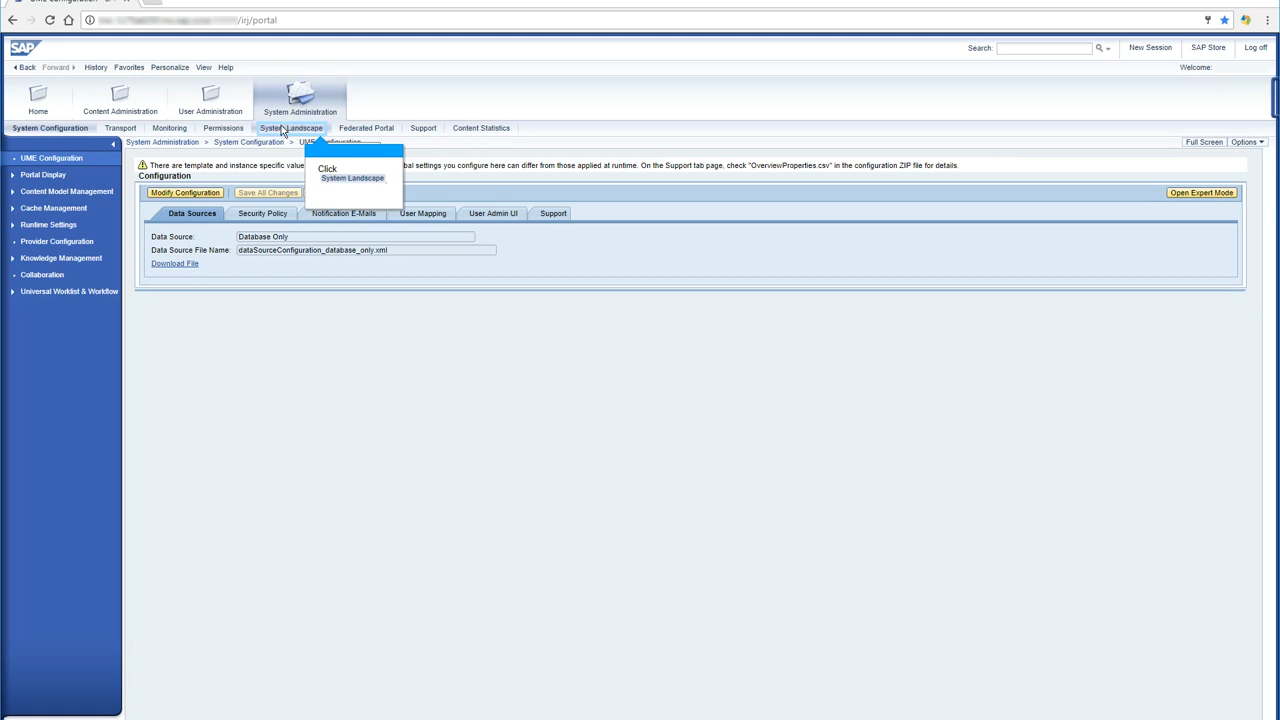 /irj/portal
SAP
Search:
New Session
SAP Store
Log off
Back
Forward
History
Favorites
Personalize
View
Help
Welcome:
Home
Content Administration
User Administration
System Administration
System Configuration
Transport
Monitoring
Permissions
System Landscape
Federated Portal
Support
Content Statistics
System Administration > System Configuration >
Full Screen
Options
UME Configuration
Portal Display
Content Model Management
Cache Management
Runtime Settings
Provider Configuration
Knowledge Management
Collaboration
Universal Worklist & Workflow
There are template and instance specific value
obal settings you configure here can differ from those applied at runtime. On the Support tab page, check "OverviewProperties.csv" in the configuration ZIP file for details.
Click
System Landscape
Configuration
Modify Configuration
Save All Changes
Open Expert Mode
Data Sources
Security Policy
Notification E-Mails
User Mapping
User Admin UI
Support
Data Source: Database Only
Data Source File Name: dataSourceConfiguration_database_only.xml
Download File